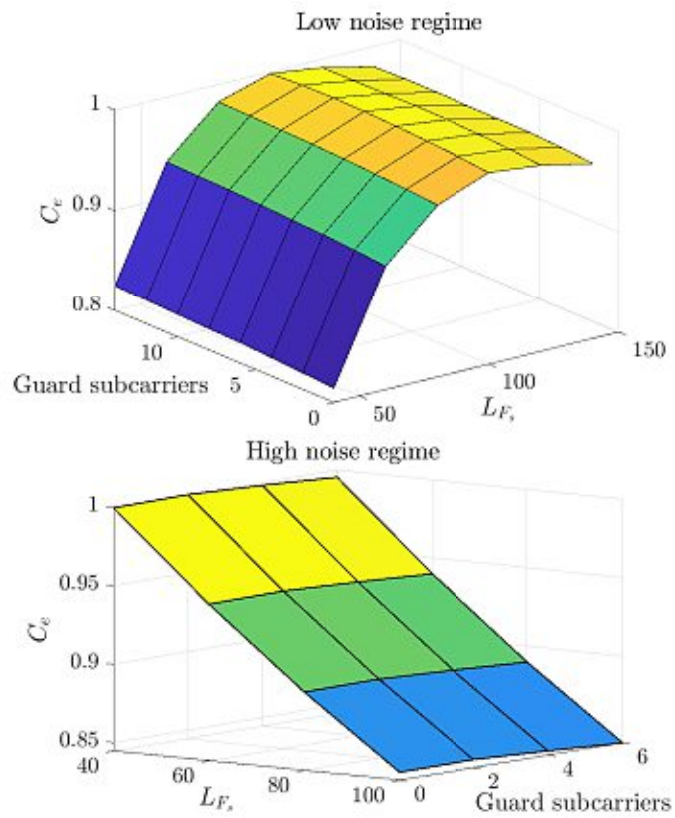 Low noise regime
1
0.9
0.8
C_e
10
5
0
Guard subcarriers
50
100
150
L_{F_s}
High noise regime
1
0.95
0.9
0.85
C_e
40
60
80
100
L_{F_s}
0
2
4
6
Guard subcarriers